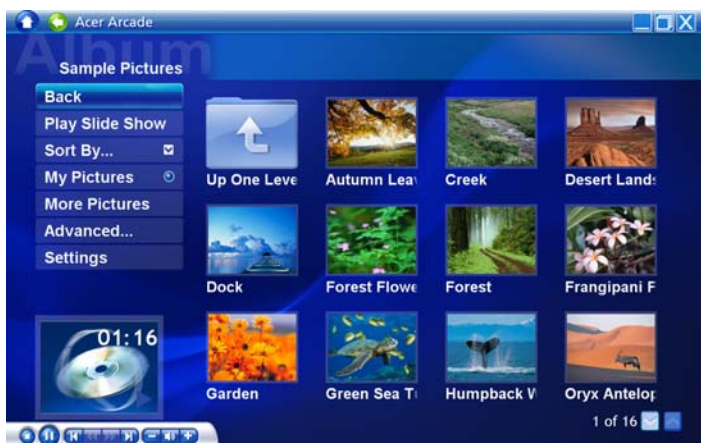 Acer Arcade
Album
Sample Pictures
Back
Play Slide Show
Sort By...
My Pictures
More Pictures
Advanced...
Settings
Up One Leve
Autumn Leav
Creek
Desert Lands
Dock
Forest Flowe
Forest
Frangipani F
Garden
Green Sea T
Humpback W
Oryx Antelop
01:16
1 of 16